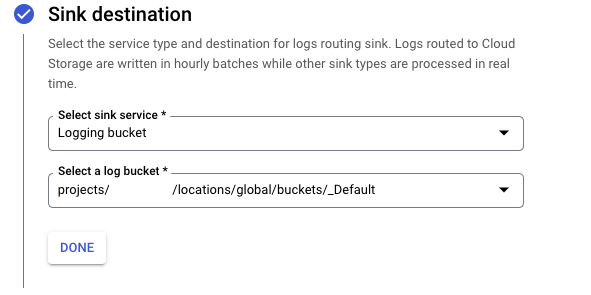 Sink destination
Select the service type and destination for logs routing sink. Logs routed to Cloud
Storage are written in hourly batches while other sink types are processed in real
time.
Select sink service *
Logging bucket
Select a log bucket *
projects/ /locations/global/buckets/_Default
DONE